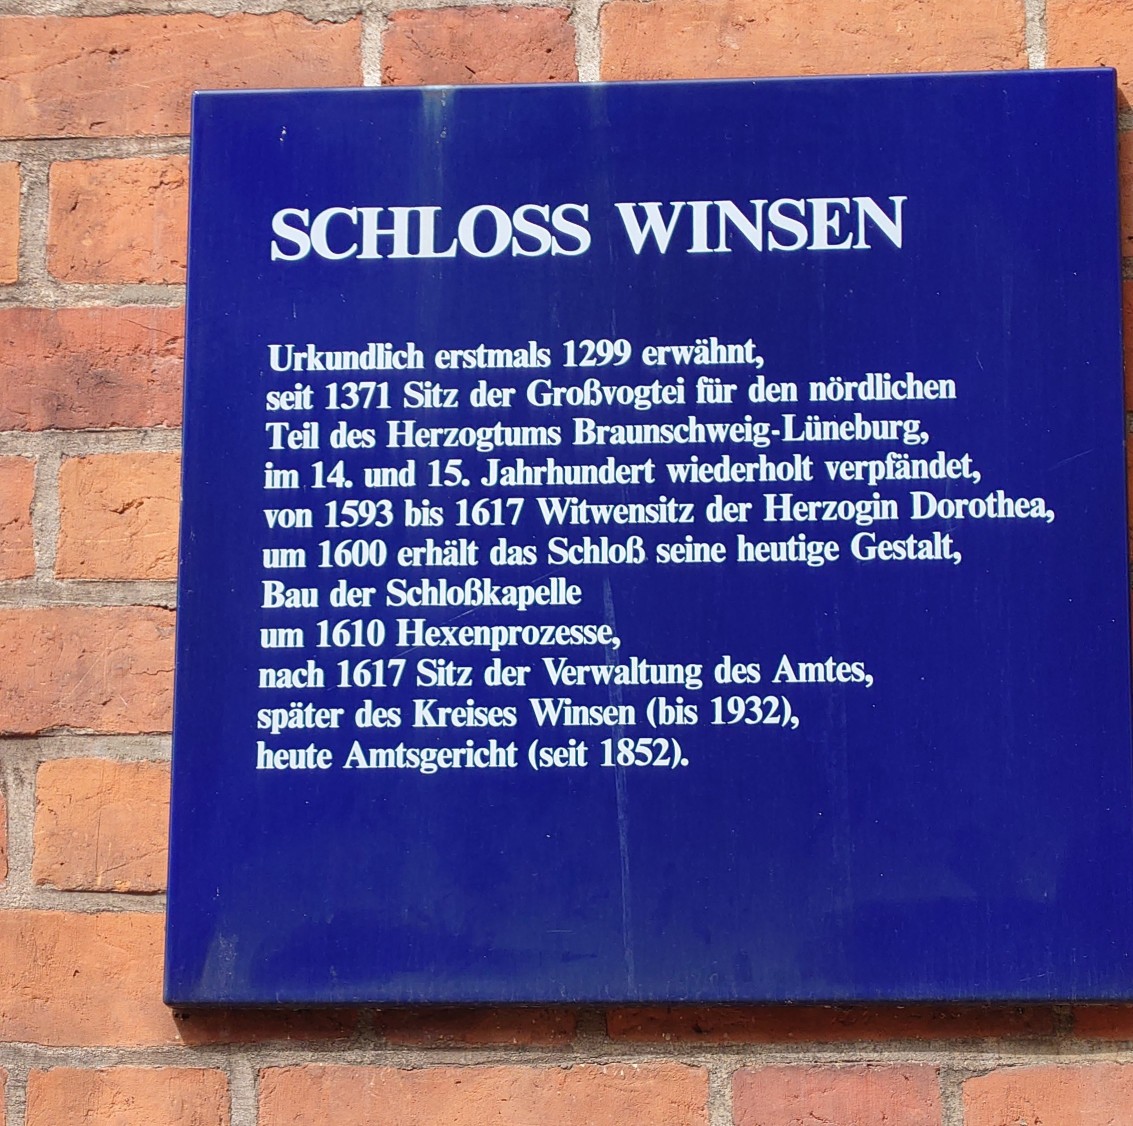 SCHLOSS WINSEN
Urkundlich erstmals 1299 erwähnt,
seit 1371 Sitz der Großvogtei für den nördlichen
Teil des Herzogtums Braunschweig-Lüneburg,
im 14. und 15. Jahrhundert wiederholt verpfändet,
von 1593 bis 1617 Witwensitz der Herzogin Dorothea,
um 1600 erhält das Schloß seine heutige Gestalt,
Bau der Schloßkapelle
um 1610 Hexenprozesse,
nach 1617 Sitz der Verwaltung des Amtes,
später des Kreises Winsen (bis 1932),
heute Amtsgericht (seit 1852).